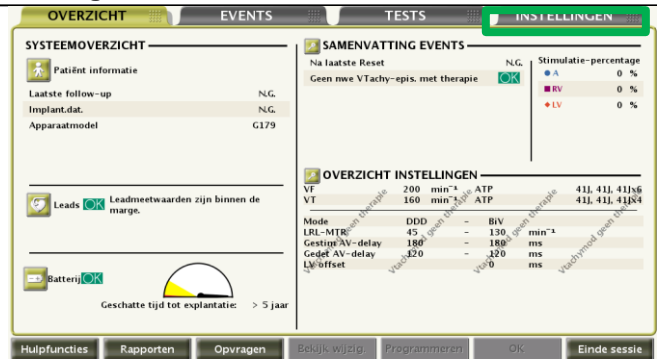 OVERZICHT EVENTS TESTS INSTELLINGEN
SYSTEEMOVERZICHT
Patiënt informatie
Laatste follow-up N.G.
Implant.dat. N.G.
Apparaatmodel G179
Leads OK Leadmeetwaarden zijn binnen de
marge.
Batterij OK
Geschatte tijd tot explantatie: > 5 jaar
SAMENVATTING EVENTS
Na laatste Reset N.G.
Geen nwe VTachy-epis. met therapie OK
Stimulatie-percentage
A 0 %
RV 0 %
LV 0 %
OVERZICHT INSTELLINGEN
VF 200 min⁻¹ ATP 41J, 41J, 41Jx6
VT 160 min⁻¹ ATP 41J, 41J, 41Jx4
Mode DDD - BiV
LRL-MTR 45 - 130 min⁻¹
Gestim AV-delay 180 - 180 ms
Gedet AV-delay 120 - 120 ms
LV offset 0 ms
Vtachymod geen therapie
Vtachymod geen therapie
Vtachymod geen therapie
Hulpfuncties Rapporten Opvragen Bekijk wijzig. Programmeren OK Einde sessie